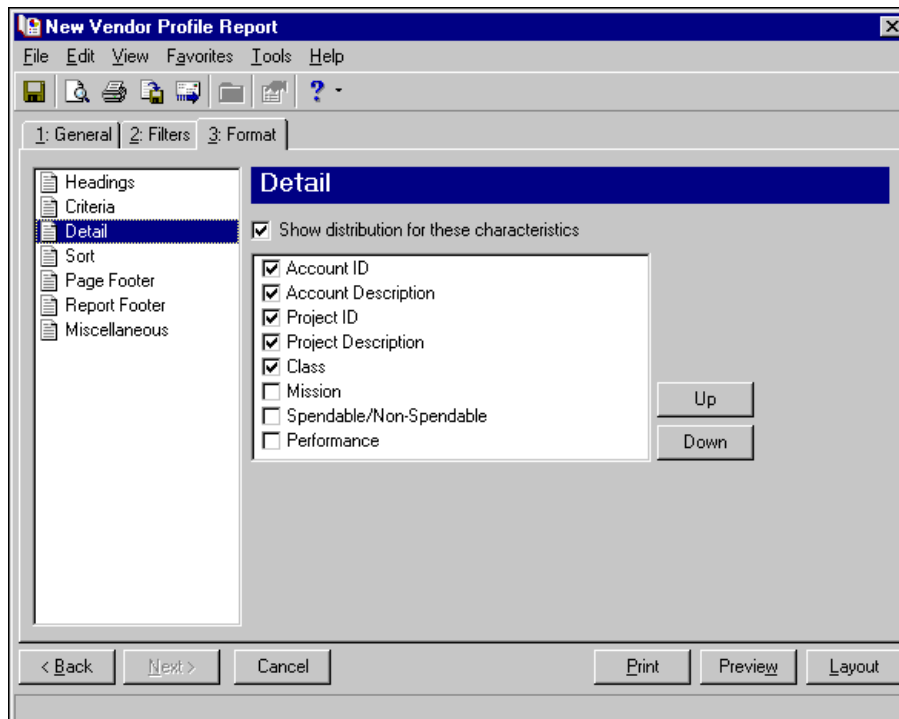 New Vendor Profile Report
File Edit View Favorites Tools Help
1: General 2: Filters 3: Format
Headings
Criteria
Detail
Sort
Page Footer
Report Footer
Miscellaneous
Detail
Show distribution for these characteristics
Account ID
Account Description
Project ID
Project Description
Class
Mission
Spendable/Non-Spendable
Performance
Up
Down
< Back Next > Cancel Print Preview Layout